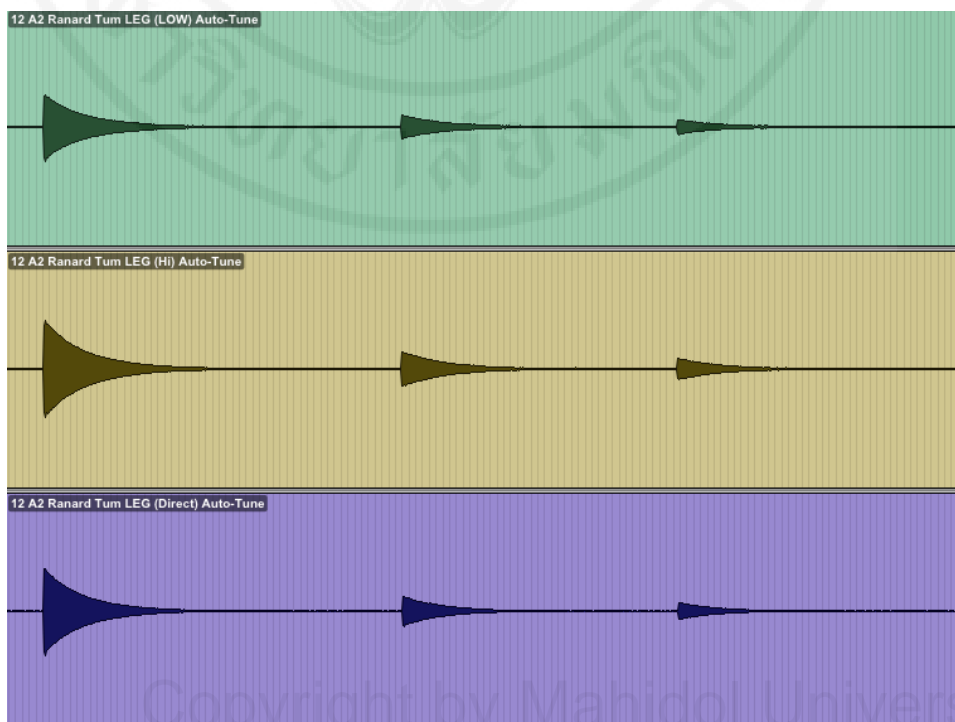 12 A2 Ranard Tum LEG (LOW) Auto-Tune
12 A2 Ranard Tum LEG (Hi) Auto-Tune
12 A2 Ranard Tum LEG (Direct) Auto-Tune
Copyright by Mahidol Univers